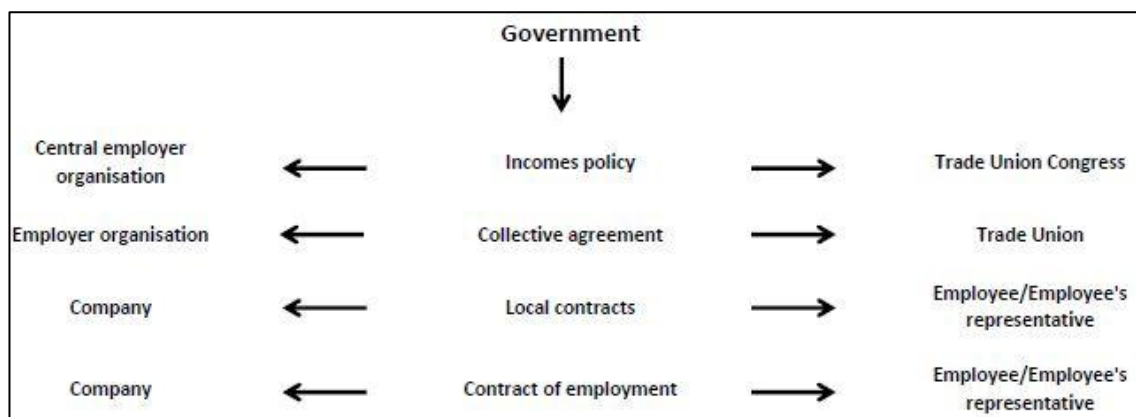 Government
Central employer
organisation
Incomes policy
Trade Union Congress
Employer organisation
Collective agreement
Trade Union
Company
Local contracts
Employee/Employee's
representative
Company
Contract of employment
Employee/Employee's
representative